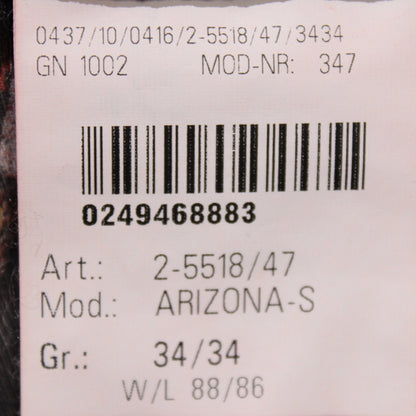 0437/10/0416/2-5518/47/3434
GN 1002 MOD-NR: 347
0249468883
Art.: 2-5518/47
Mod.: ARIZONA-S
Gr.: 34/34
W/L 88/86